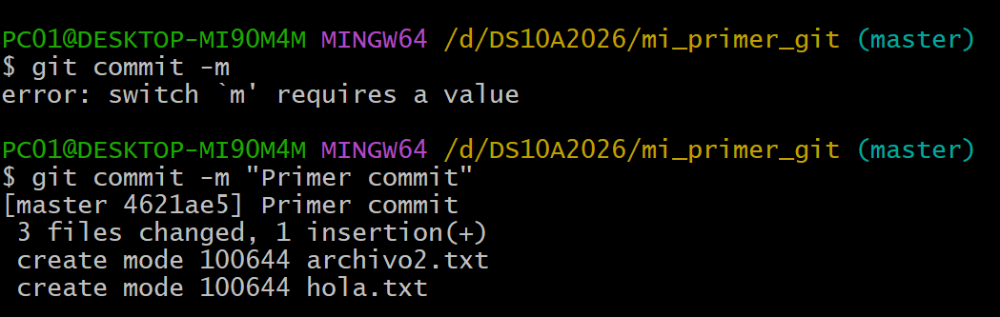 PC01@DESKTOP-MI90M4M MINGW64 /d/DS10A2026/mi_primer_git (master)
$ git commit -m
error: switch `m' requires a value
PC01@DESKTOP-MI90M4M MINGW64 /d/DS10A2026/mi_primer_git (master)
$ git commit -m "Primer commit"
[master 4621ae5] Primer commit
 3 files changed, 1 insertion(+)
 create mode 100644 archivo2.txt
 create mode 100644 hola.txt